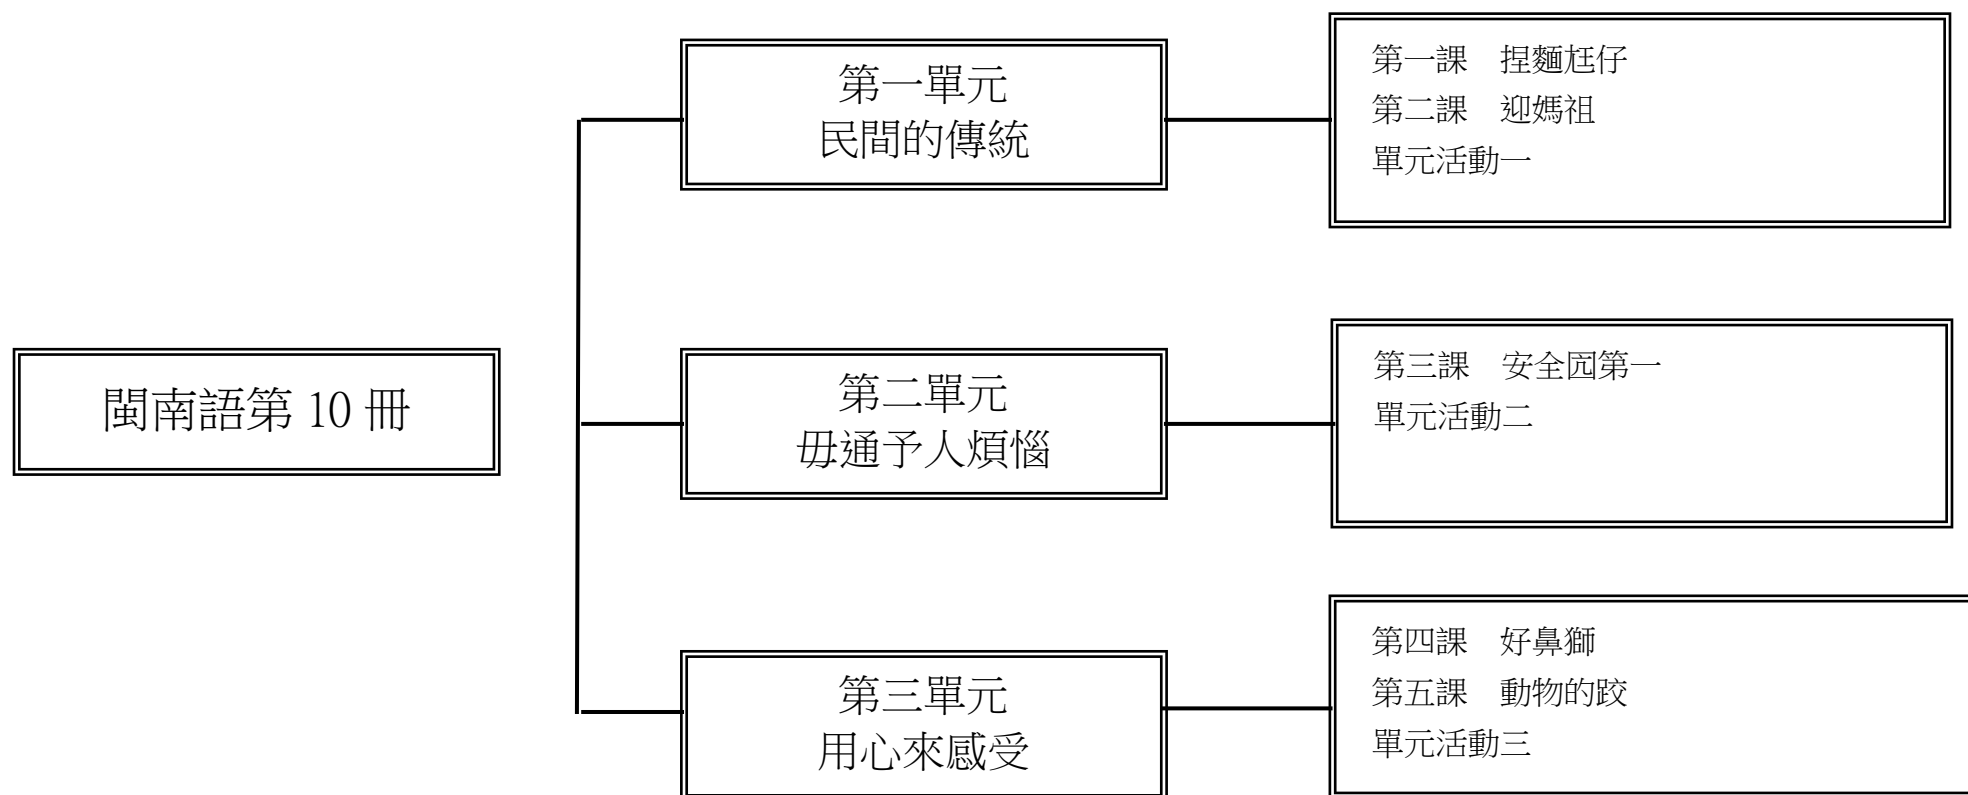 閩南語第 10 冊
第一單元
民間的傳統
第一課　捏麵尪仔
第二課　迎媽祖
單元活動一
第二單元
毋通予人煩惱
第三課　安全囥第一
單元活動二
第三單元
用心來感受
第四課　好鼻獅
第五課　動物的跤
單元活動三